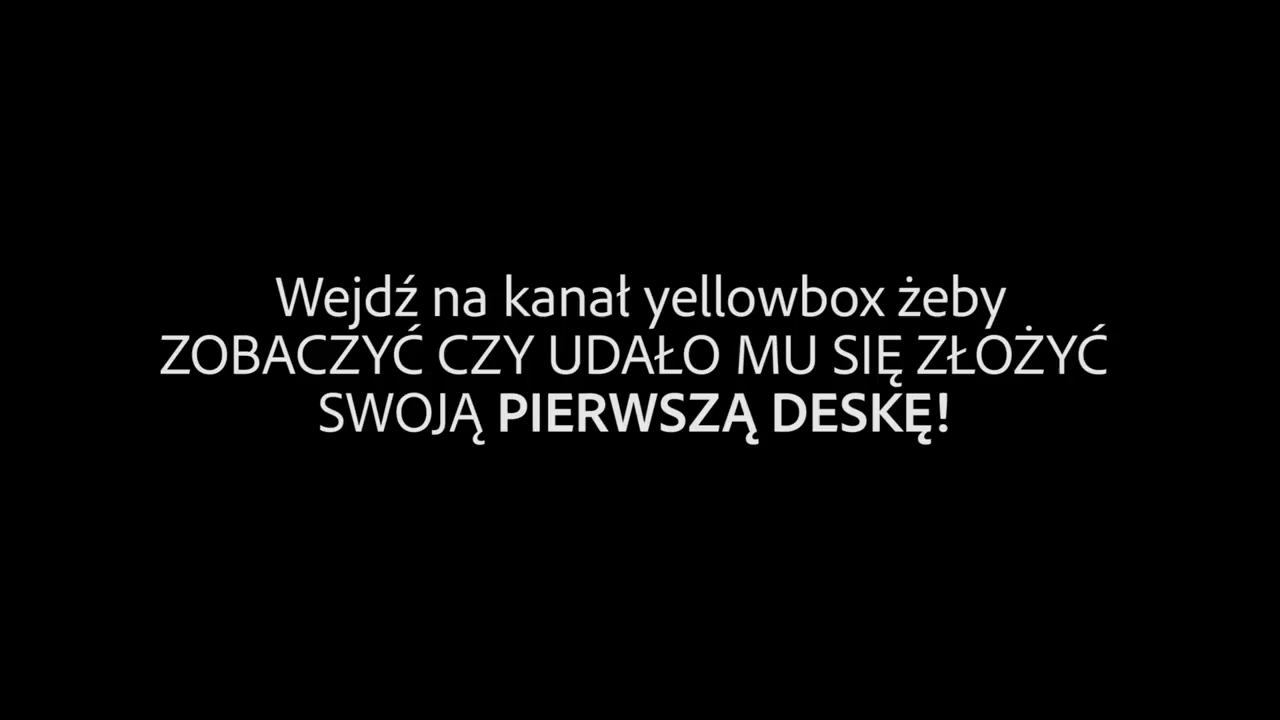 Wejdź na kanał yellowbox żeby
ZOBACZYĆ CZY UDAŁO MU SIĘ ZŁOŻYĆ
SWOJĄ PIERWSZĄ DESKĘ!